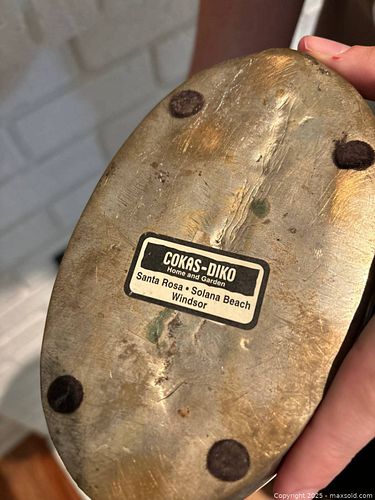 COKAS-DIKO
Home and Garden
Santa Rosa • Solana Beach
Windsor
Copyright 2025 - maxsold.com